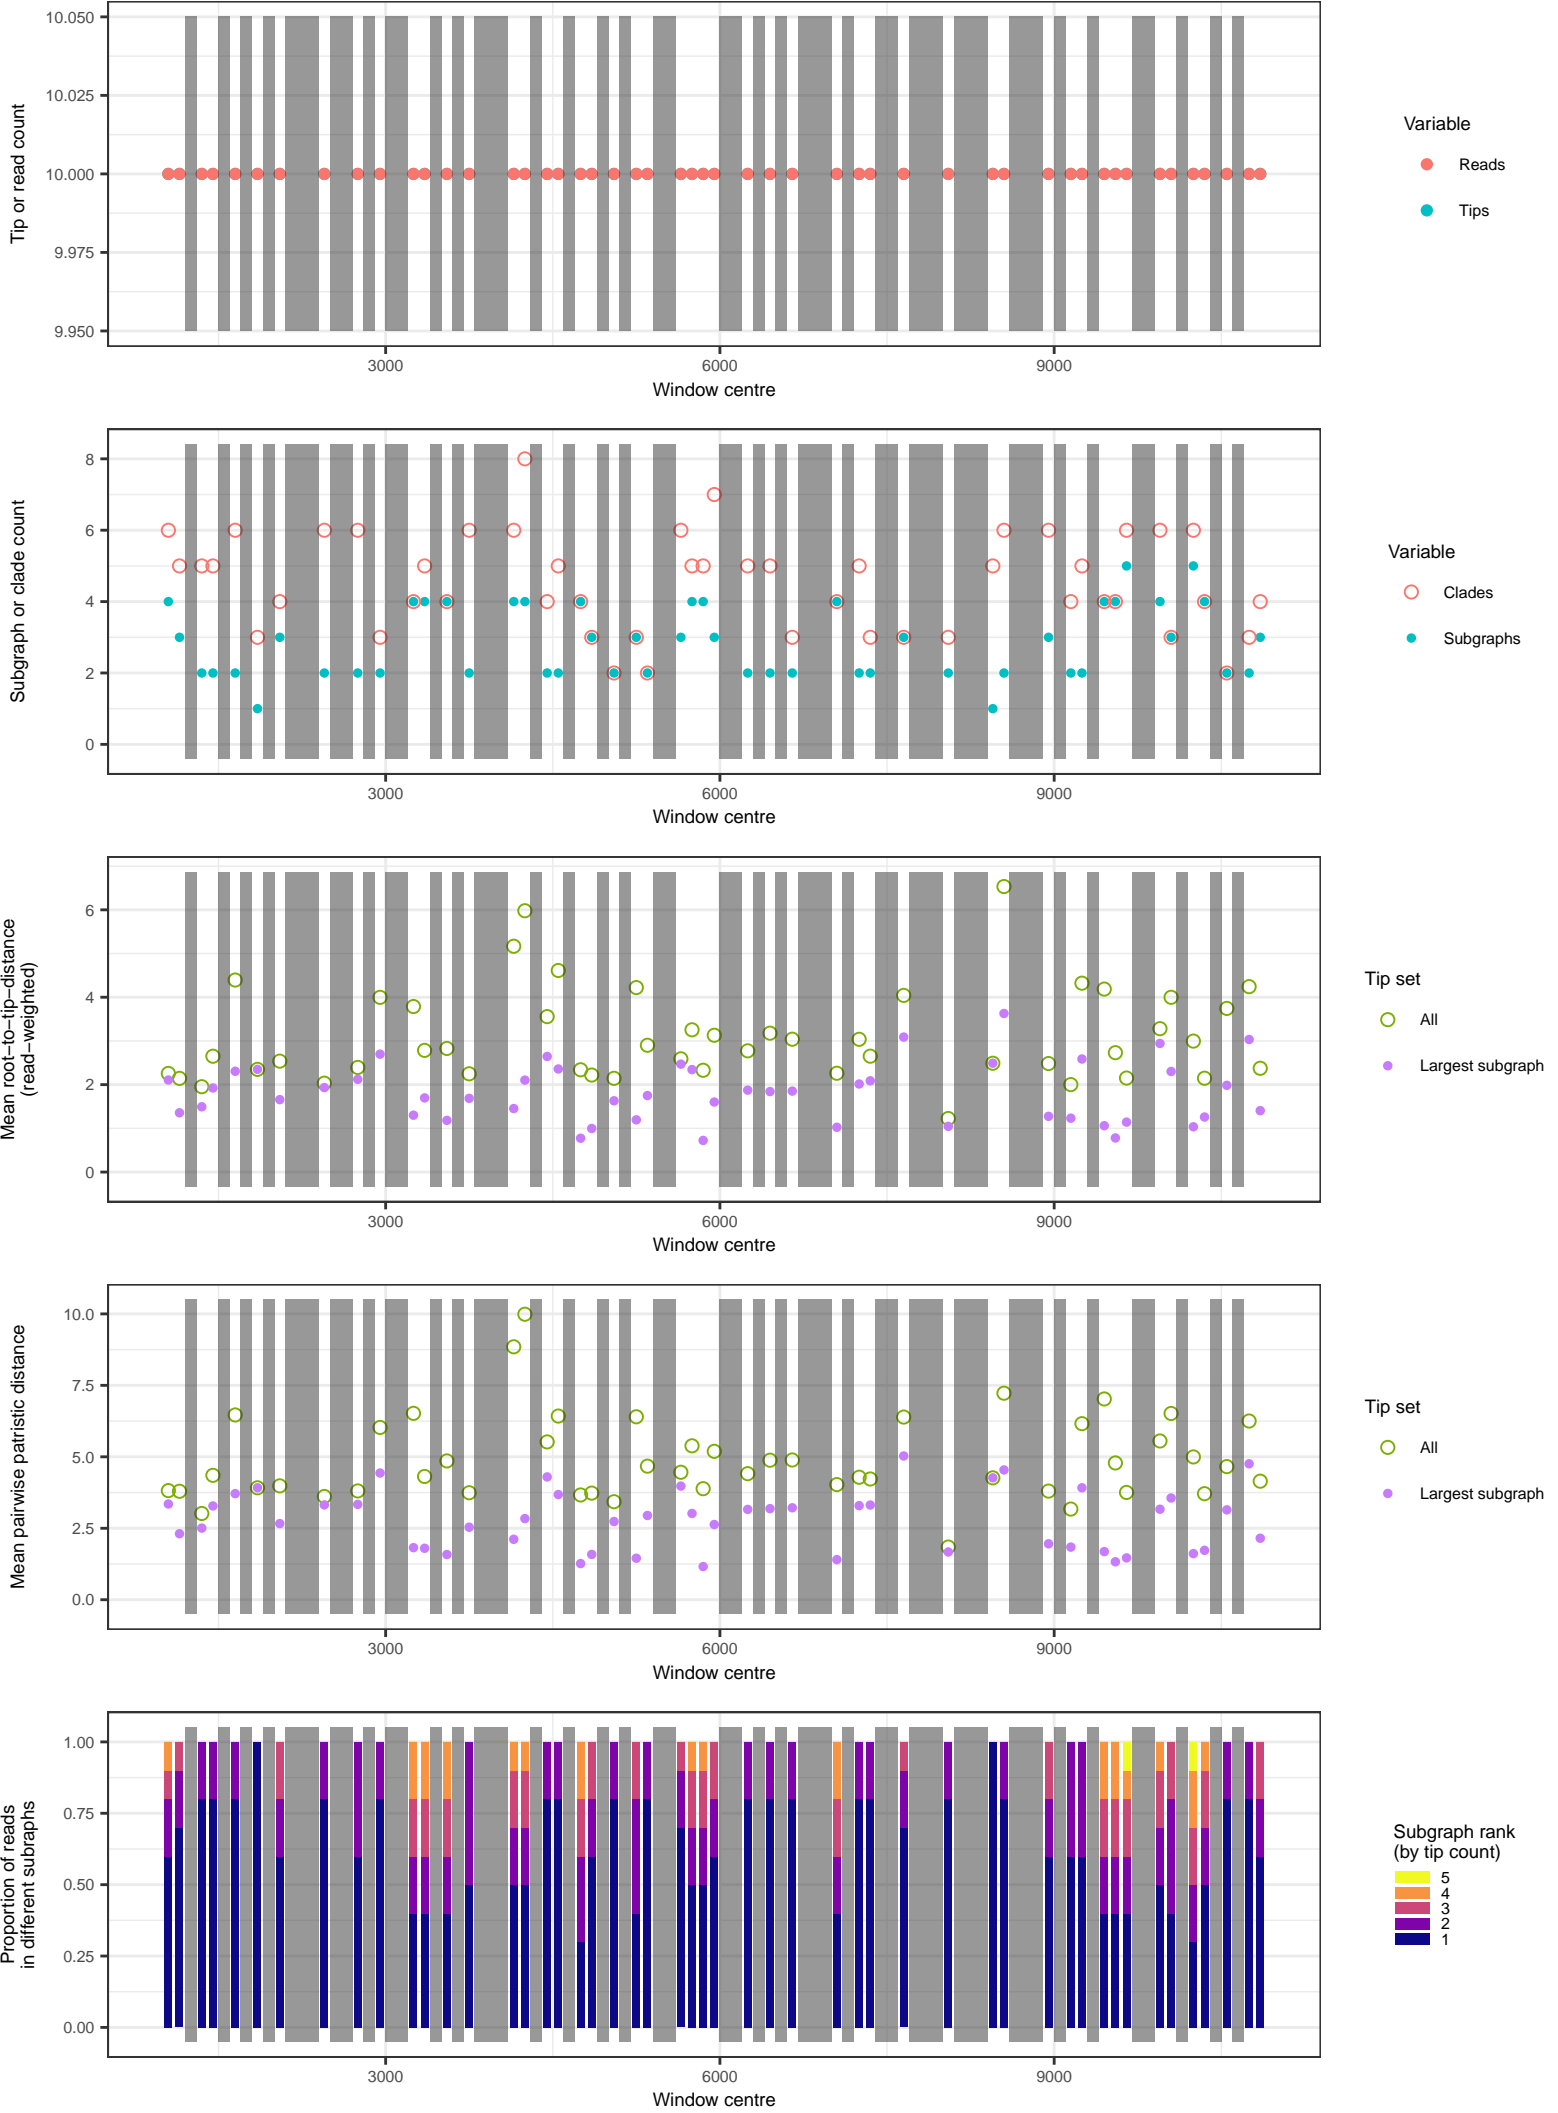 10.050
10.025
10.000
9.975
9.950
Tip or read count
3000
6000
9000
Window centre
Variable
Reads
Tips
8
6
4
2
0
Subgraph or clade count
3000
6000
9000
Window centre
Variable
Clades
Subgraphs
6
4
2
0
Mean root−to−tip−distance
(read−weighted)
3000
6000
9000
Window centre
Tip set
All
Largest subgraph
10.0
7.5
5.0
2.5
0.0
Mean pairwise patristic distance
3000
6000
9000
Window centre
Tip set
All
Largest subgraph
1.00
0.75
0.50
0.25
0.00
Proportion of reads
in different subraphs
3000
6000
9000
Window centre
Subgraph rank
(by tip count)
5
4
3
2
1